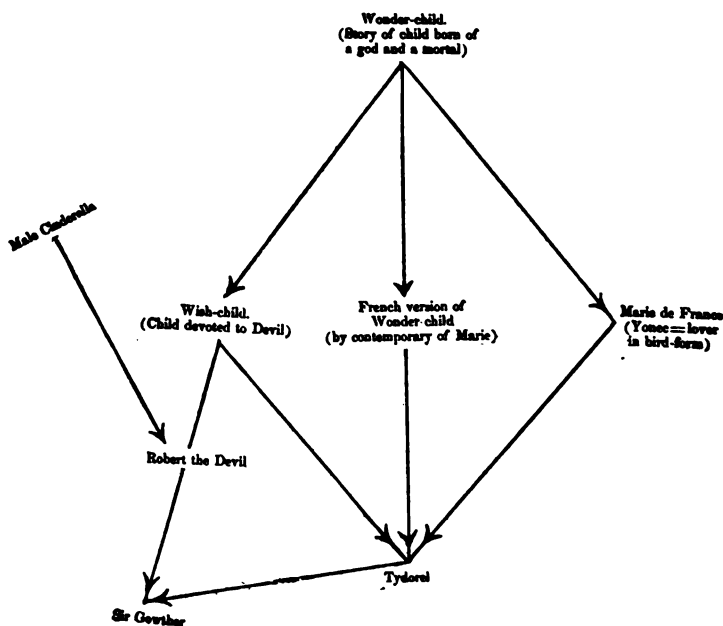 Wonder-child.
(Story of child born of
a god and a mortal)
Male Cinderella
Wish-child.
(Child devoted to Devil)
French version of
Wonder-child
(by contemporary of Marie)
Marie de France
(Yonec=lover
in bird-form)
Robert the Devil
Tydorel
Sir Gowther